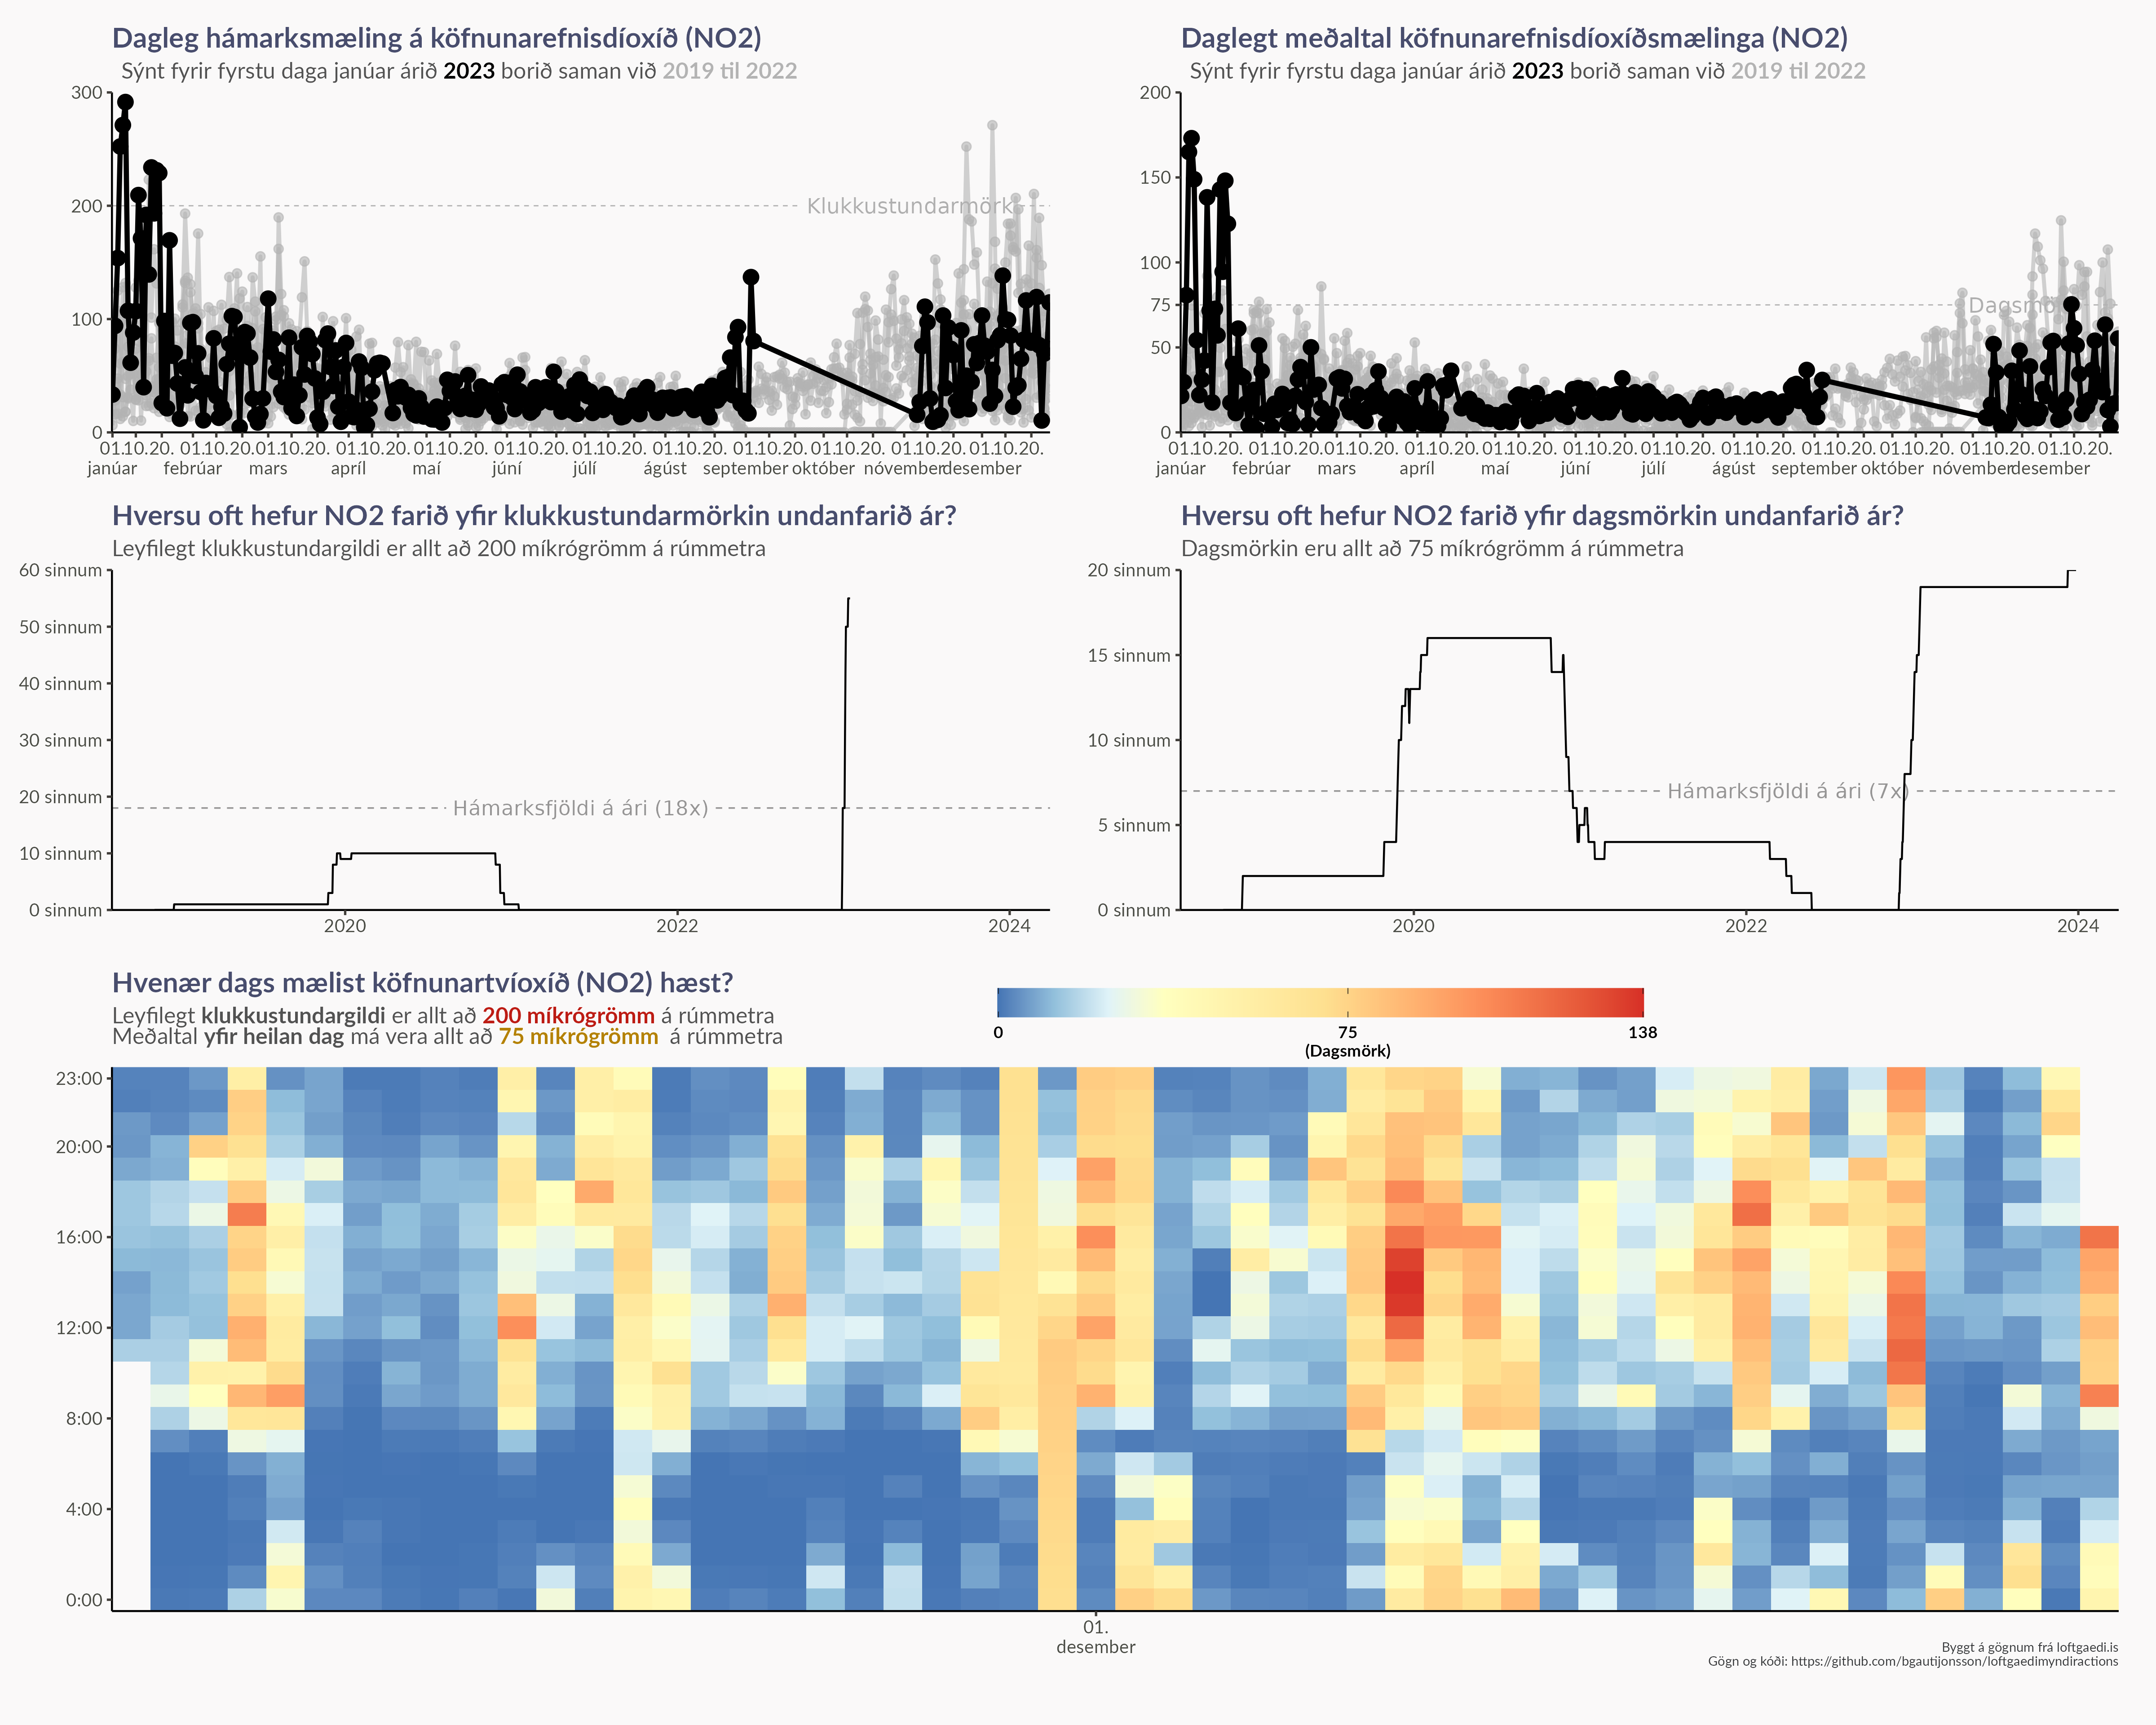 Dagleg hámarksmæling á köfnunarefnisdíoxíð (NO2)
Sýnt fyrir fyrstu daga janúar árið 2023 borið saman við 2019 til 2022
300
200
100
0
Klukkustundarmörk
01.10.20. 01.10.20. 01.10.20. 01.10.20. 01.10.20. 01.10.20. 01.10.20. 01.10.20. 01.10.20. 01.10.20. 01.10.20. 01.10.20.
janúar febrúar mars apríl maí júní júlí ágúst september október nóvember desember
Daglegt meðaltal köfnunarefnisdíoxíðsmælinga (NO2)
Sýnt fyrir fyrstu daga janúar árið 2023 borið saman við 2019 til 2022
200
150
100
75
50
0
01.10.20. 01.10.20. 01.10.20. 01.10.20. 01.10.20. 01.10.20. 01.10.20. 01.10.20. 01.10.20. 01.10.20. 01.10.20. 01.10.20.
janúar febrúar mars apríl maí júní júlí ágúst september október nóvember desember
Hversu oft hefur NO2 farið yfir klukkustundarmörkin undanfarið ár?
Leyfilegt klukkustundargildi er allt að 200 míkrógrömm á rúmmetra
60 sinnum
50 sinnum
40 sinnum
30 sinnum
20 sinnum
10 sinnum
0 sinnum
Hámarksfjöldi á ári (18x)
2020 2022 2024
Hversu oft hefur NO2 farið yfir dagsmörkin undanfarið ár?
Dagsmörkin eru allt að 75 míkrógrömm á rúmmetra
20 sinnum
15 sinnum
10 sinnum
5 sinnum
0 sinnum
Hámarksfjöldi á ári (7x)
2020 2022 2024
Hvenær dags mælist köfnunartvíoxíð (NO2) hæst?
Leyfilegt klukkustundargildi er allt að 200 míkrógrömm á rúmmetra
Meðaltal yfir heilan dag má vera allt að 75 míkrógrömm á rúmmetra
0 75 138
(Dagsmörk)
23:00
20:00
16:00
12:00
8:00
4:00
0:00
01.
desember
Byggt á gögnum frá loftgaedi.is
Gögn og kóði: https://github.com/bgautijonsson/loftgaedimyndiractions